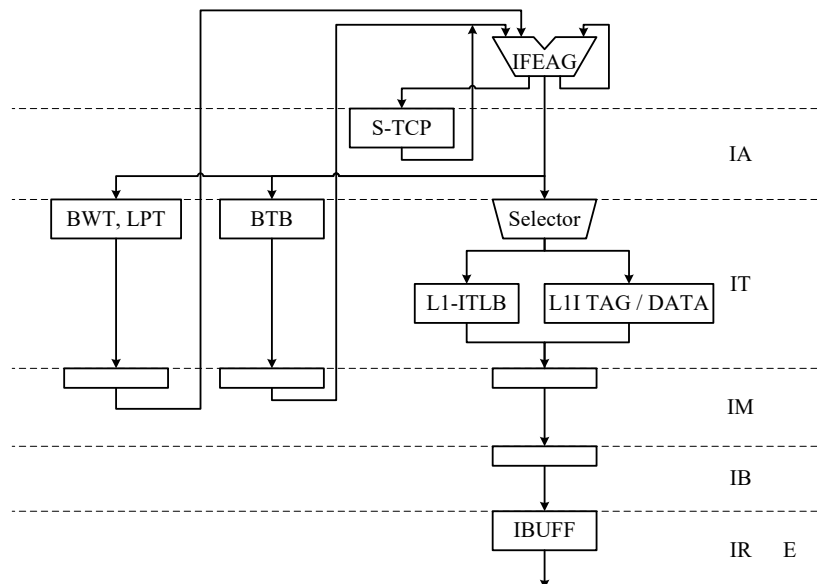 IFEAG
S-TCP
IA
BWT, LPT
BTB
Selector
IT
L1-ITLB
L1I TAG / DATA
IM
IB
IBUFF
IR E